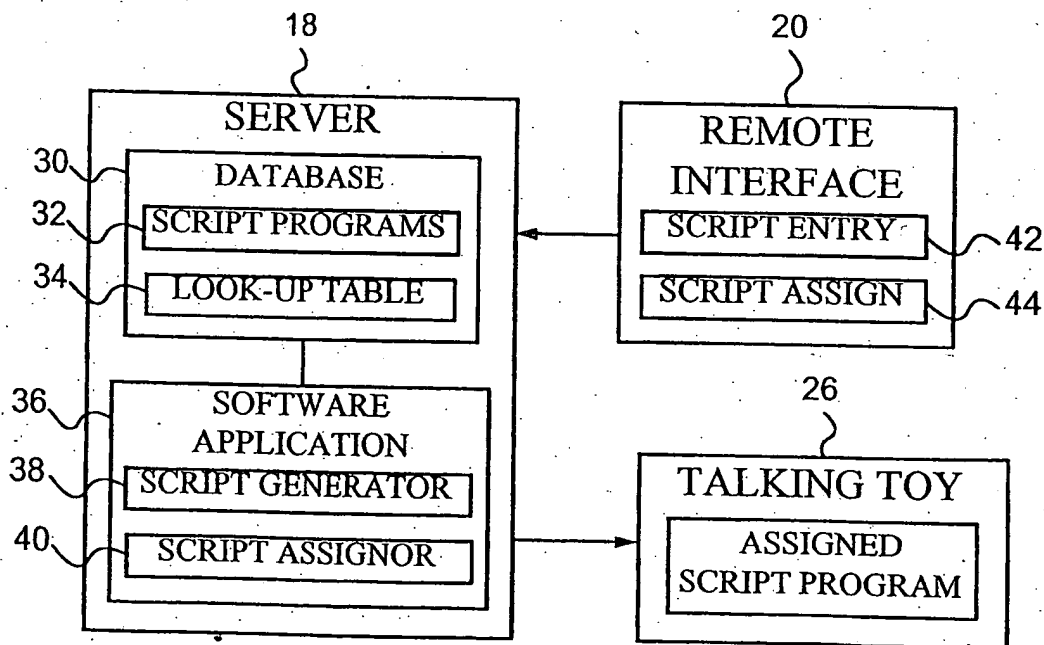 18
SERVER
30
DATABASE
32
SCRIPT PROGRAMS
34
LOOK-UP TABLE
36
SOFTWARE
APPLICATION
38
SCRIPT GENERATOR
40
SCRIPT ASSIGNOR
20
REMOTE
INTERFACE
SCRIPT ENTRY
42
SCRIPT ASSIGN
44
26
TALKING TOY
ASSIGNED
SCRIPT PROGRAM